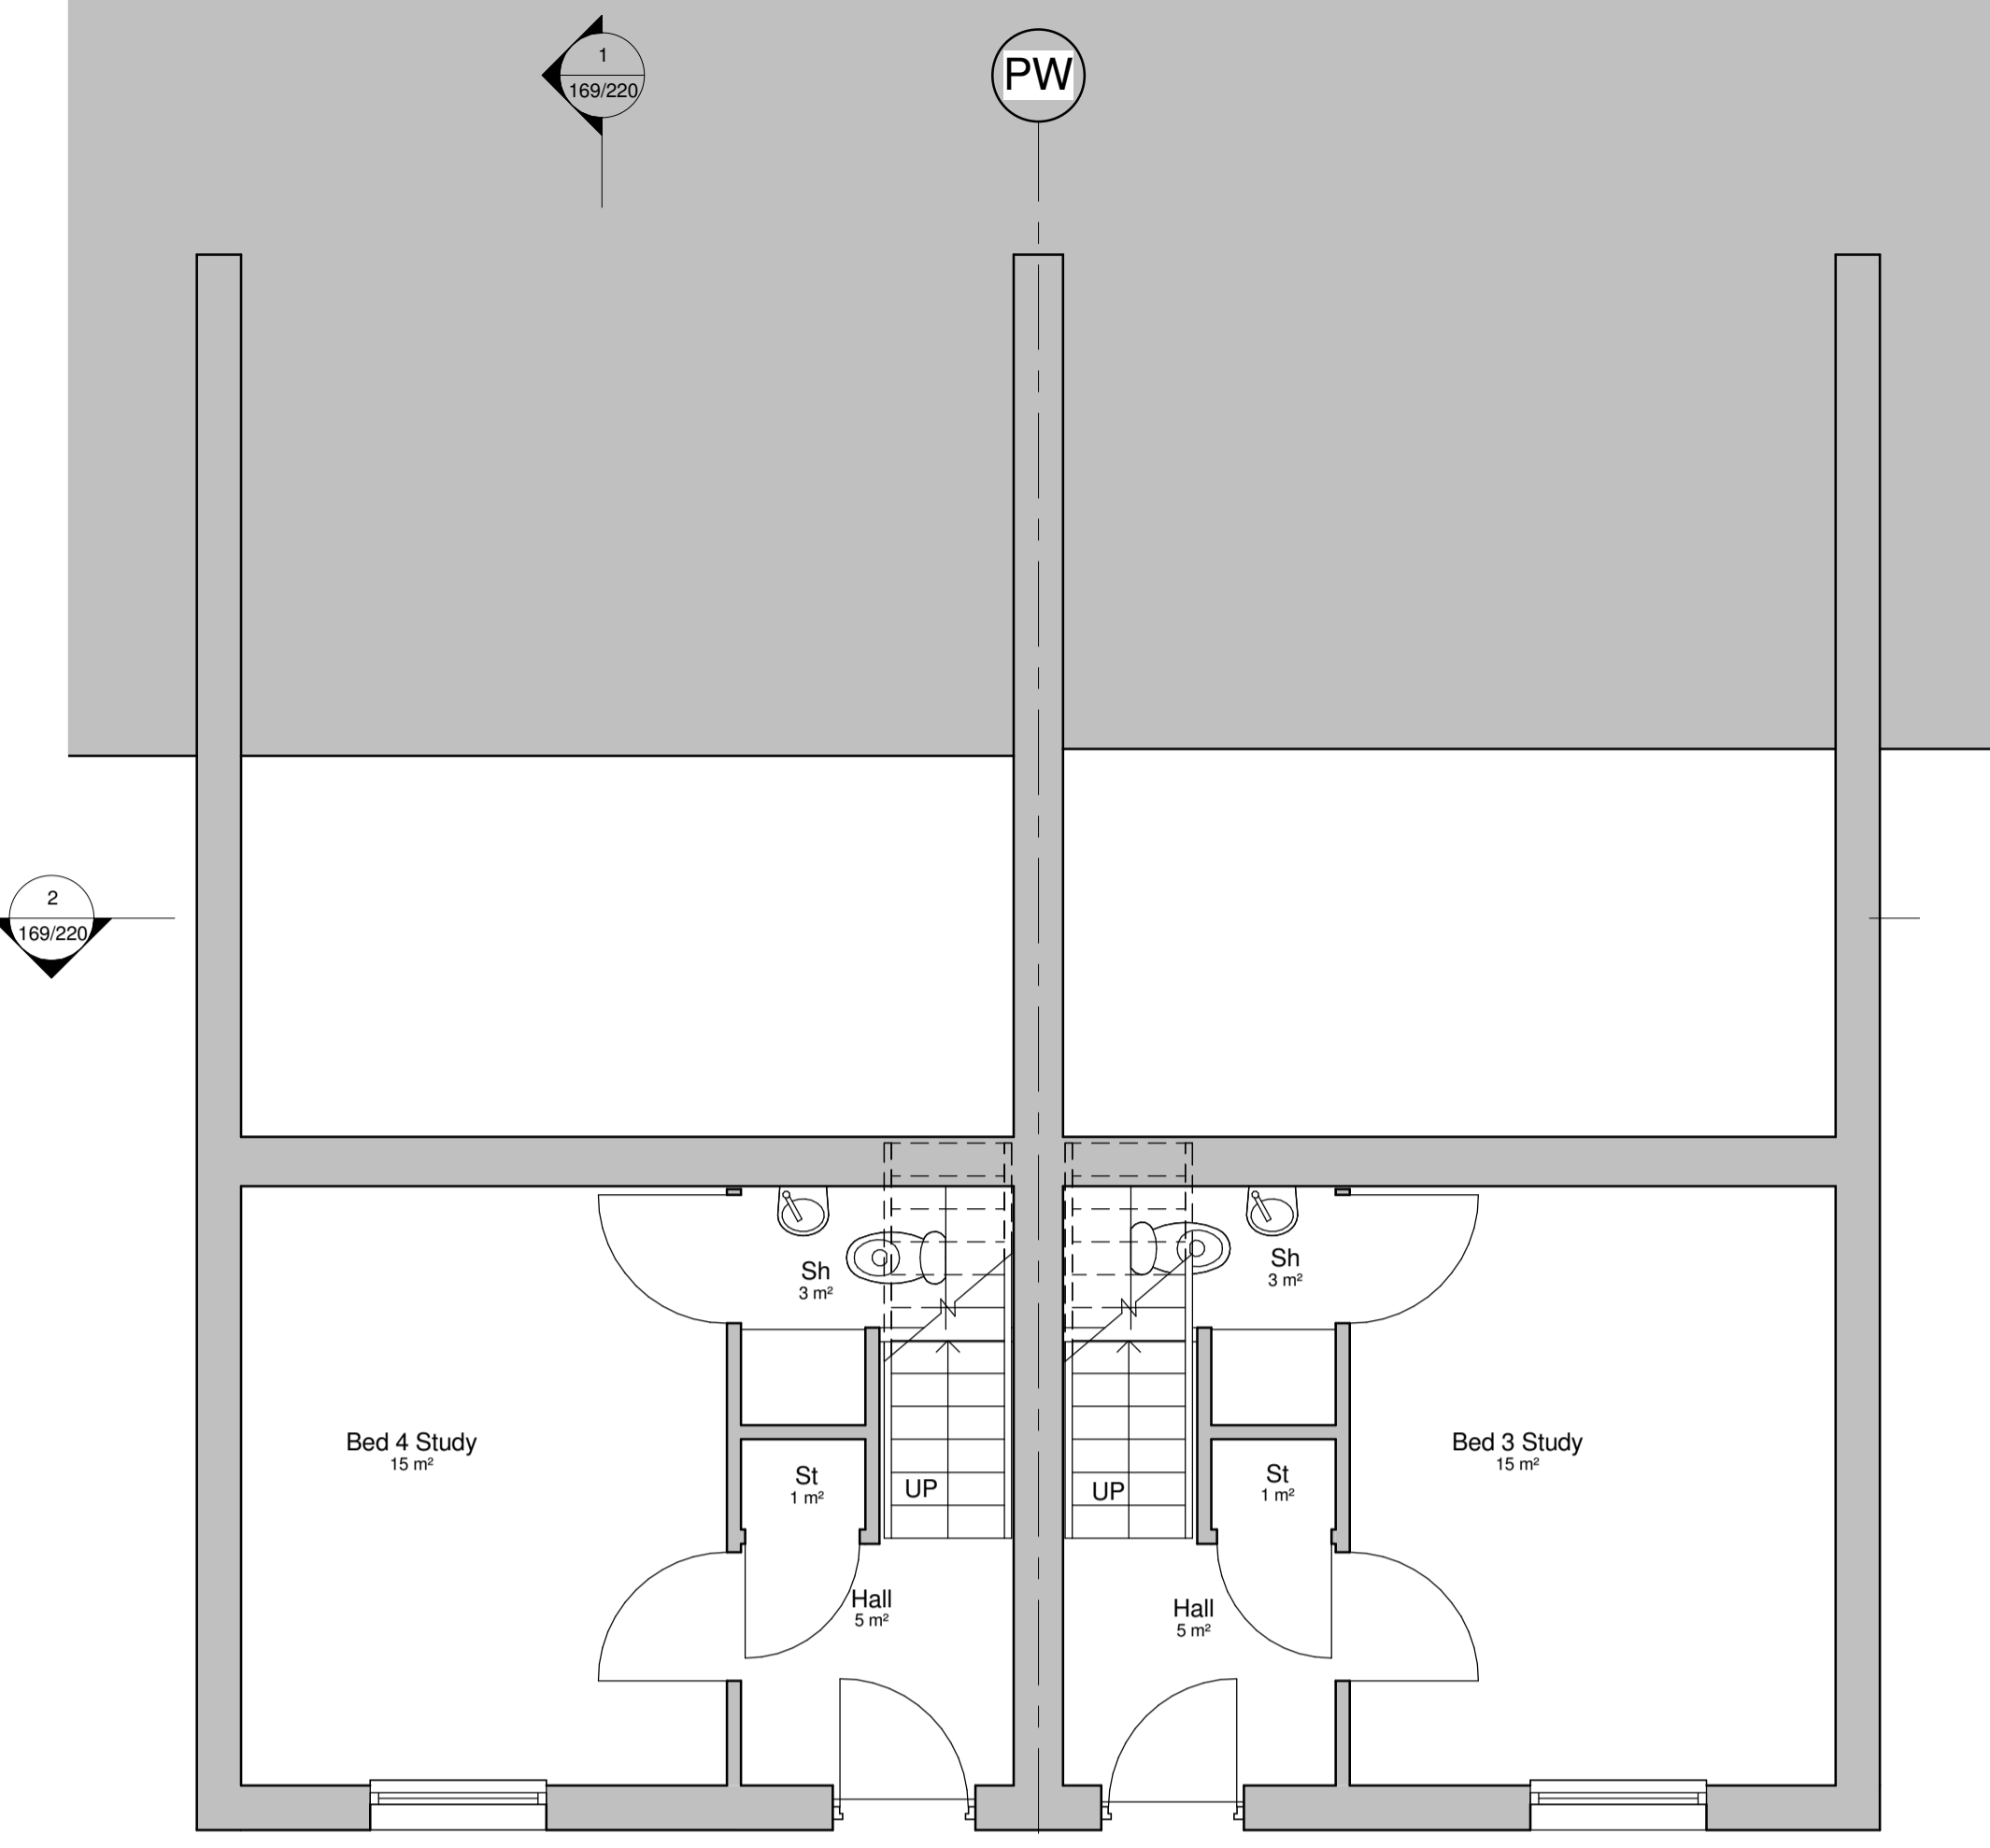 1
169/220
PW
2
169/220
Sh
3 m²
Sh
3 m²
Bed 4 Study
15 m²
St
1 m²
UP
UP
St
1 m²
Bed 3 Study
15 m²
Hall
5 m²
Hall
5 m²